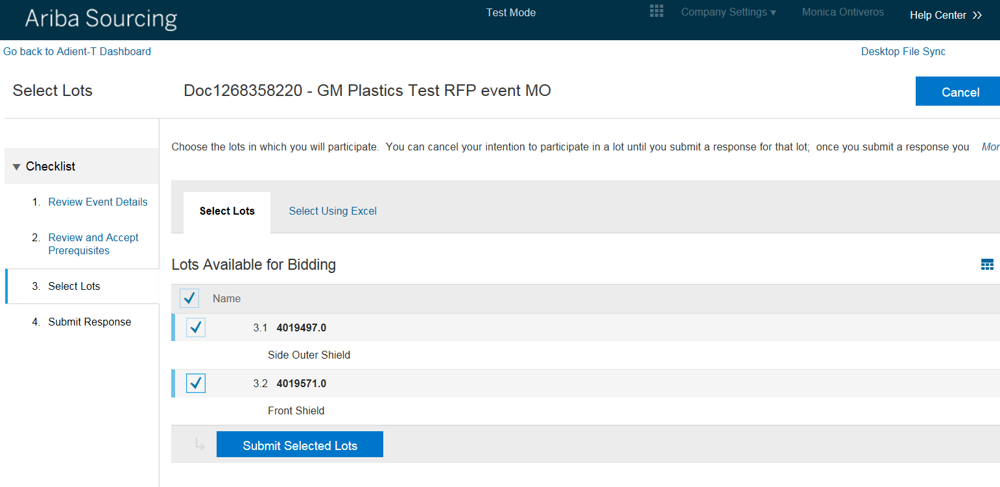 Ariba Sourcing
Test Mode
Company Settings ▼
Monica Ontiveros
Help Center >>
Go back to Adient-T Dashboard
Desktop File Sync
Select Lots
Doc1268358220 - GM Plastics Test RFP event MO
Cancel
▼ Checklist
1. Review Event Details
2. Review and Accept
Prerequisites
3. Select Lots
4. Submit Response
Choose the lots in which you will participate. You can cancel your intention to participate in a lot until you submit a response for that lot; once you submit a response you Mor
Select Lots
Select Using Excel
Lots Available for Bidding
Name
3.1 4019497.0
Side Outer Shield
3.2 4019571.0
Front Shield
Submit Selected Lots